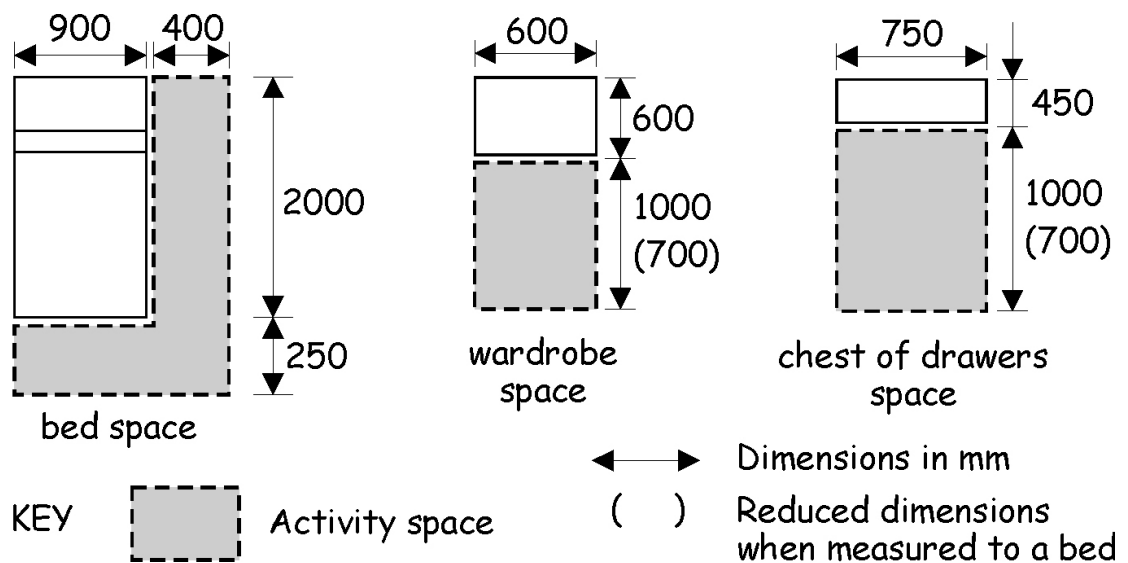 900
400
2000
250
bed space
600
600
1000
(700)
wardrobe
space
750
450
1000
(700)
chest of drawers
space
KEY
Activity space
Dimensions in mm
( )
Reduced dimensions
when measured to a bed